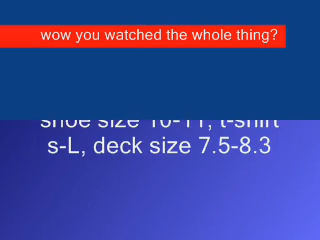 wow you watched the whole thing?
shoe size 10-11, t-shirt
s-L, deck size 7.5-8.3